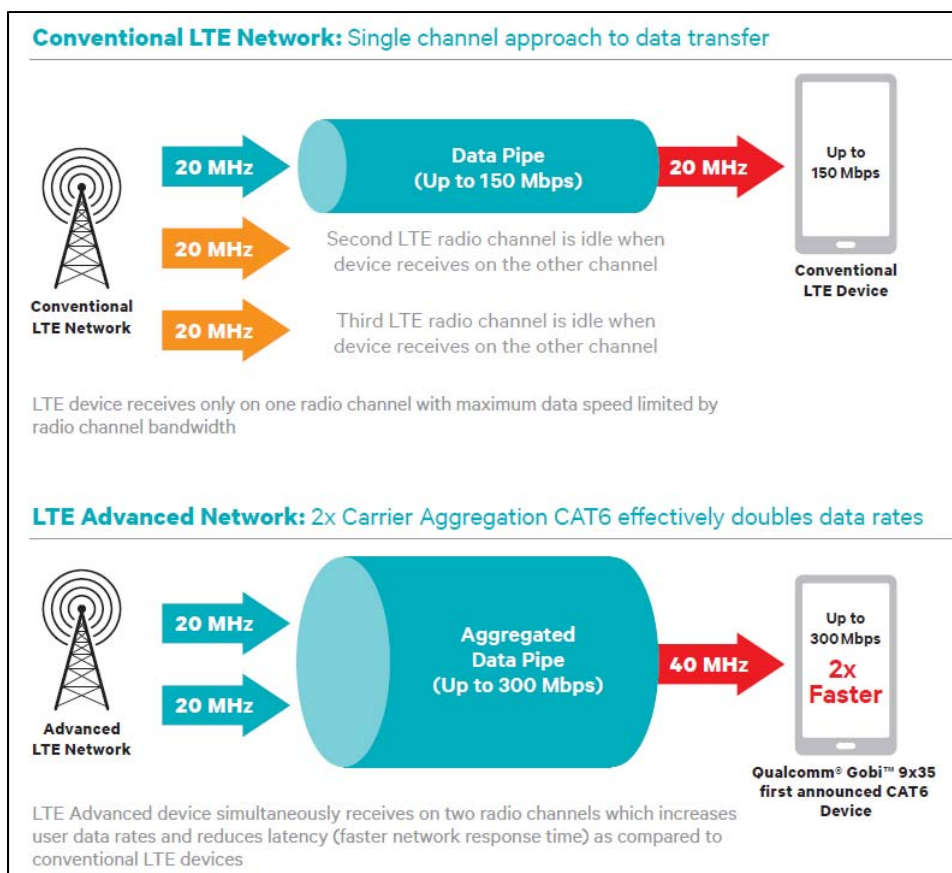 Conventional LTE Network: Single channel approach to data transfer
20 MHz
Data Pipe
(Up to 150 Mbps)
20 MHz
Up to
150 Mbps
Conventional
LTE Device
20 MHz
Second LTE radio channel is idle when
device receives on the other channel
Conventional
LTE Network
20 MHz
Third LTE radio channel is idle when
device receives on the other channel
LTE device receives only on one radio channel with maximum data speed limited by
radio channel bandwidth
LTE Advanced Network: 2x Carrier Aggregation CAT6 effectively doubles data rates
20 MHz
20 MHz
Advanced
LTE Network
Aggregated
Data Pipe
(Up to 300 Mbps)
40 MHz
Up to
300 Mbps
2x
Faster
Qualcomm® Gobi™ 9x35
first announced CAT6
Device
LTE Advanced device simultaneously receives on two radio channels which increases
user data rates and reduces latency (faster network response time) as compared to
conventional LTE devices